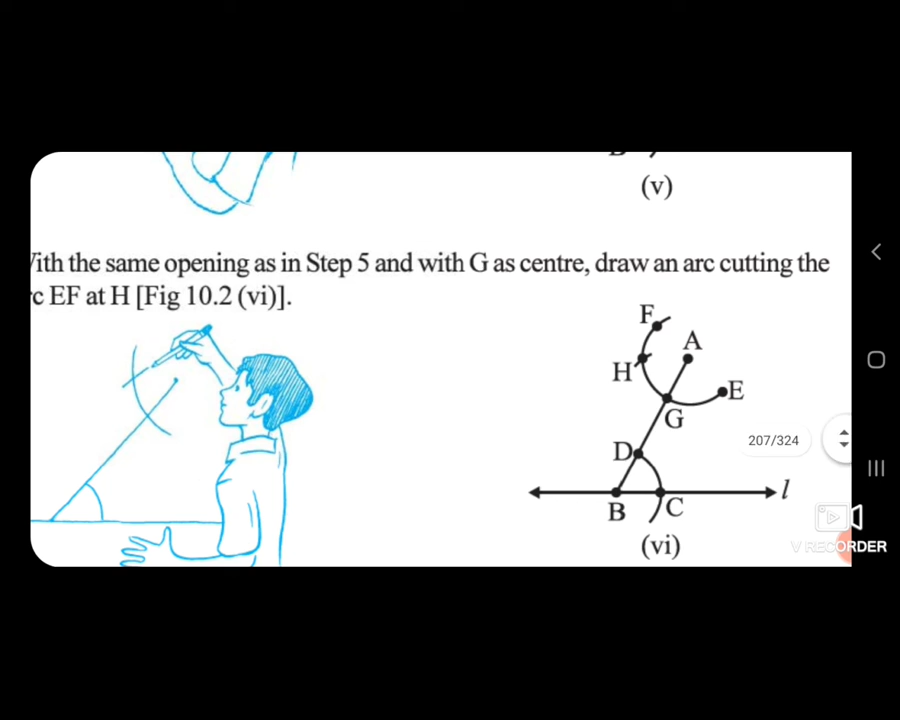 (v)
ith the same opening as in Step 5 and with G as centre, draw an arc cutting the
c EF at H [Fig 10.2 (vi)].
F
A
H
E
G
D
207/324
l
B
C
(vi)
V RECORDER